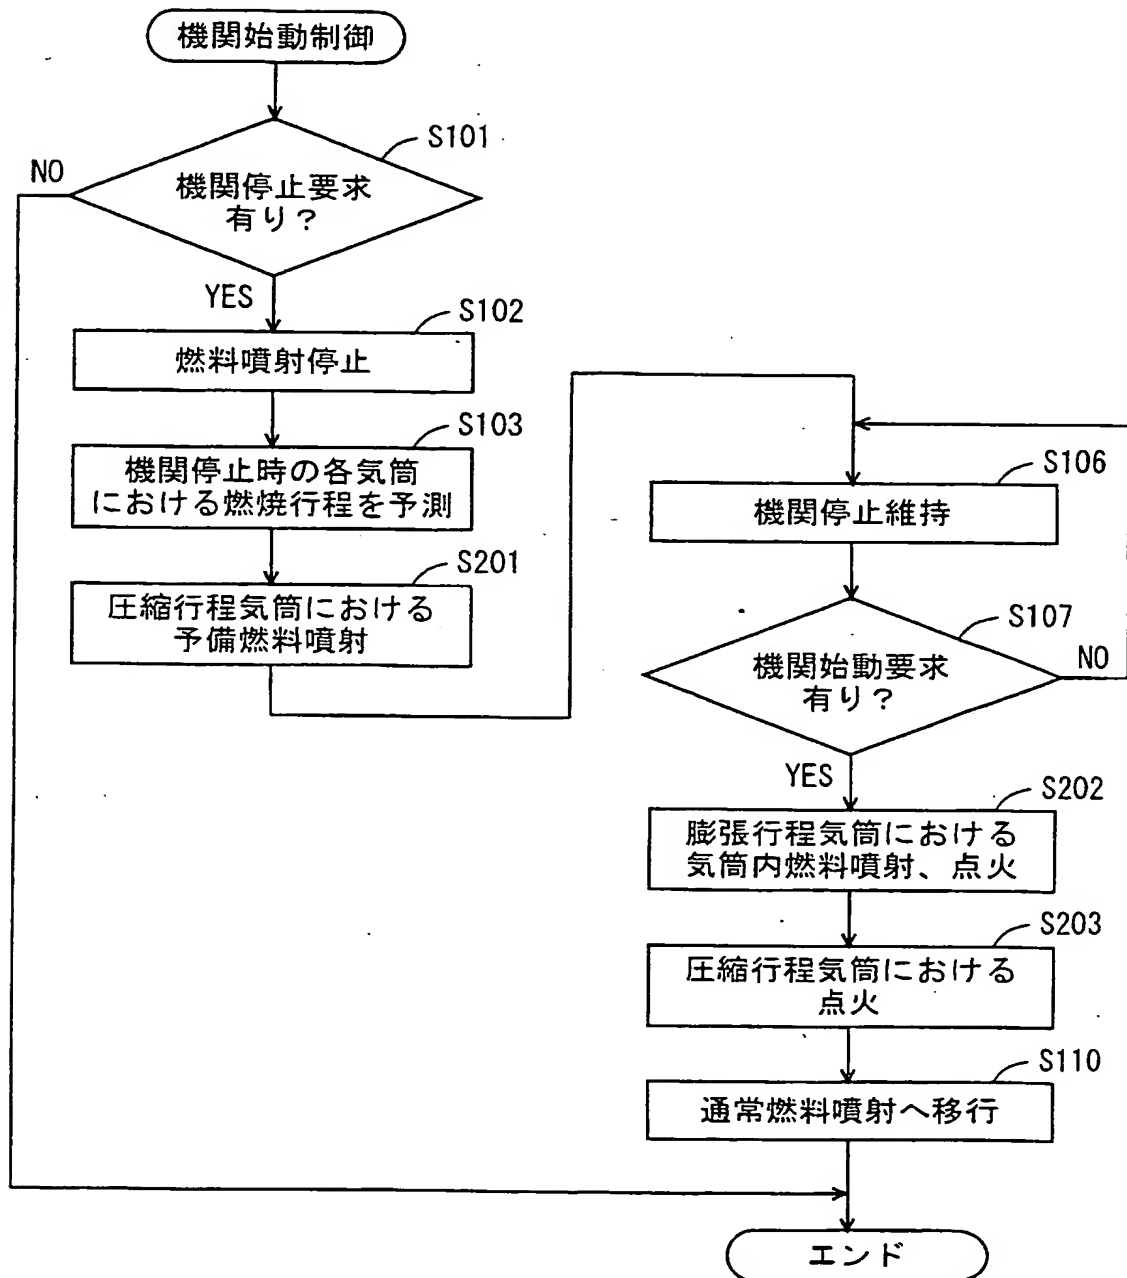 機関始動制御
S101
NO
機関停止要求
有り？
YES
S102
燃料噴射停止
S103
機関停止時の各気筒
における燃焼行程を予測
S201
圧縮行程気筒における
予備燃料噴射
S106
機関停止維持
S107
機関始動要求
有り？
NO
YES
S202
膨張行程気筒における
気筒内燃料噴射、点火
S203
圧縮行程気筒における
点火
S110
通常燃料噴射へ移行
エンド